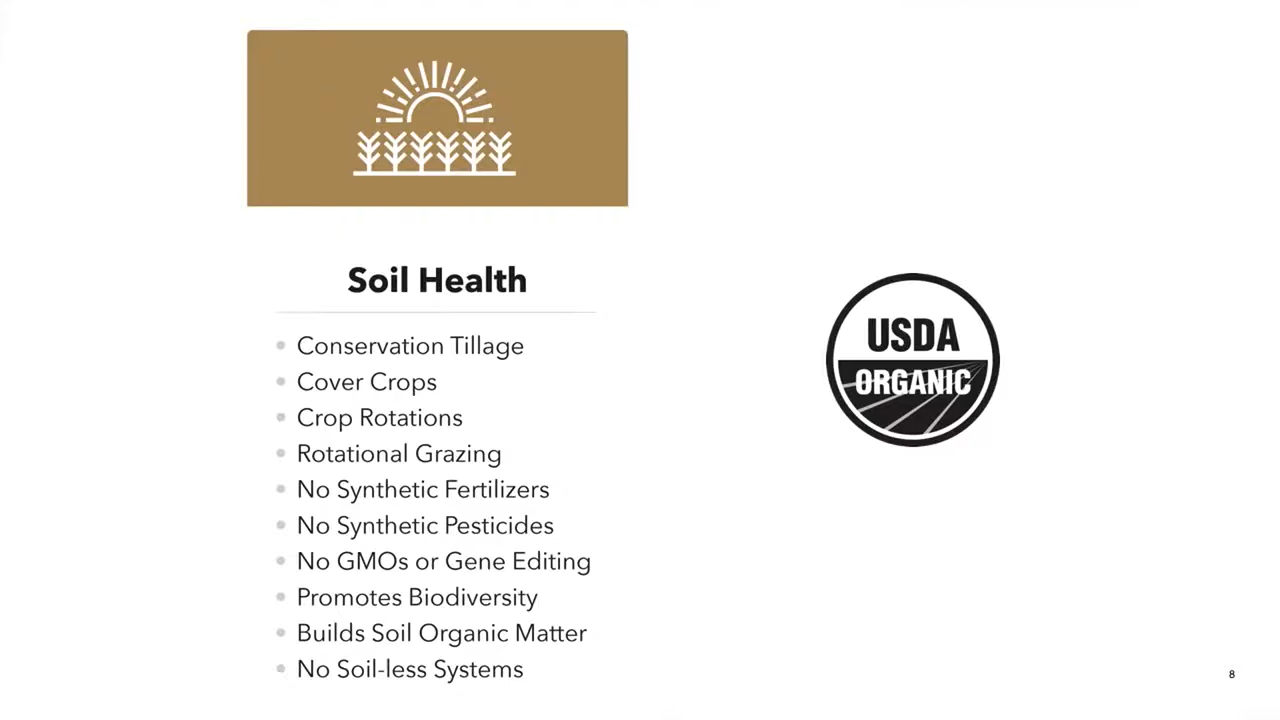 Soil Health
Conservation Tillage
Cover Crops
Crop Rotations
Rotational Grazing
No Synthetic Fertilizers
No Synthetic Pesticides
No GMOs or Gene Editing
Promotes Biodiversity
Builds Soil Organic Matter
No Soil-less Systems
USDA
ORGANIC
8